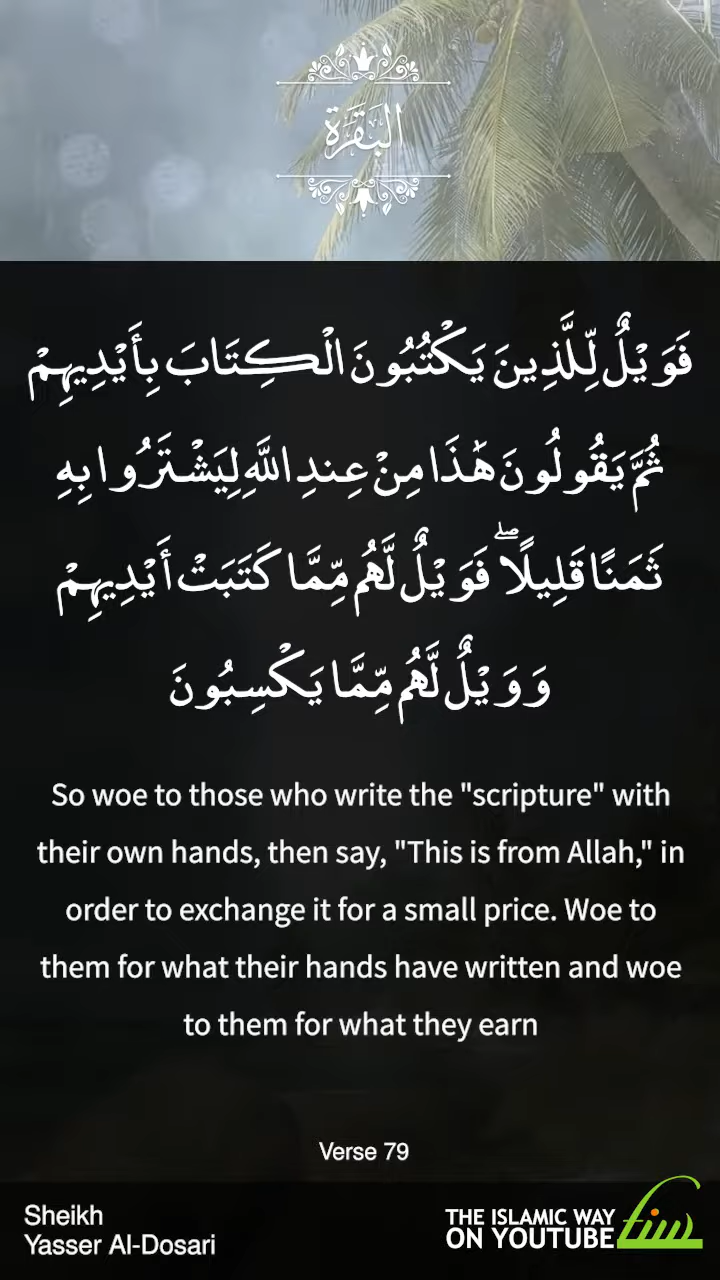 البَقَرَة
فَوَيْلٌ لِّلَّذِينَ يَكْتُبُونَ الْكِتَابَ بِأَيْدِيهِمْ
ثُمَّ يَقُولُونَ هَٰذَا مِنْ عِندِ اللَّهِ لِيَشْتَرُوا بِهِ
ثَمَنًا قَلِيلًا ۖ فَوَيْلٌ لَّهُم مِّمَّا كَتَبَتْ أَيْدِيهِمْ
وَوَيْلٌ لَّهُم مِّمَّا يَكْسِبُونَ
So woe to those who write the "scripture" with
their own hands, then say, "This is from Allah," in
order to exchange it for a small price. Woe to
them for what their hands have written and woe
to them for what they earn
Verse 79
Sheikh
Yasser Al-Dosari
THE ISLAMIC WAY
ON YOUTUBE
tiw